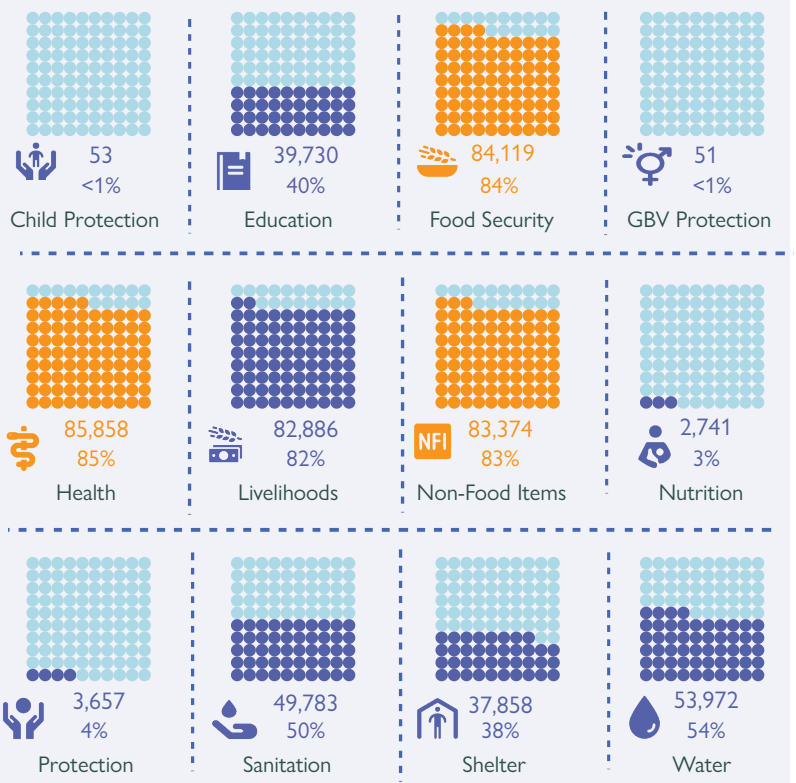 53
<1%
Child Protection
39,730
40%
Education
84,119
84%
Food Security
51
<1%
GBV Protection
85,858
85%
Health
82,886
82%
Livelihoods
NFI
83,374
83%
Non-Food Items
2,741
3%
Nutrition
3,657
4%
Protection
49,783
50%
Sanitation
37,858
38%
Shelter
53,972
54%
Water